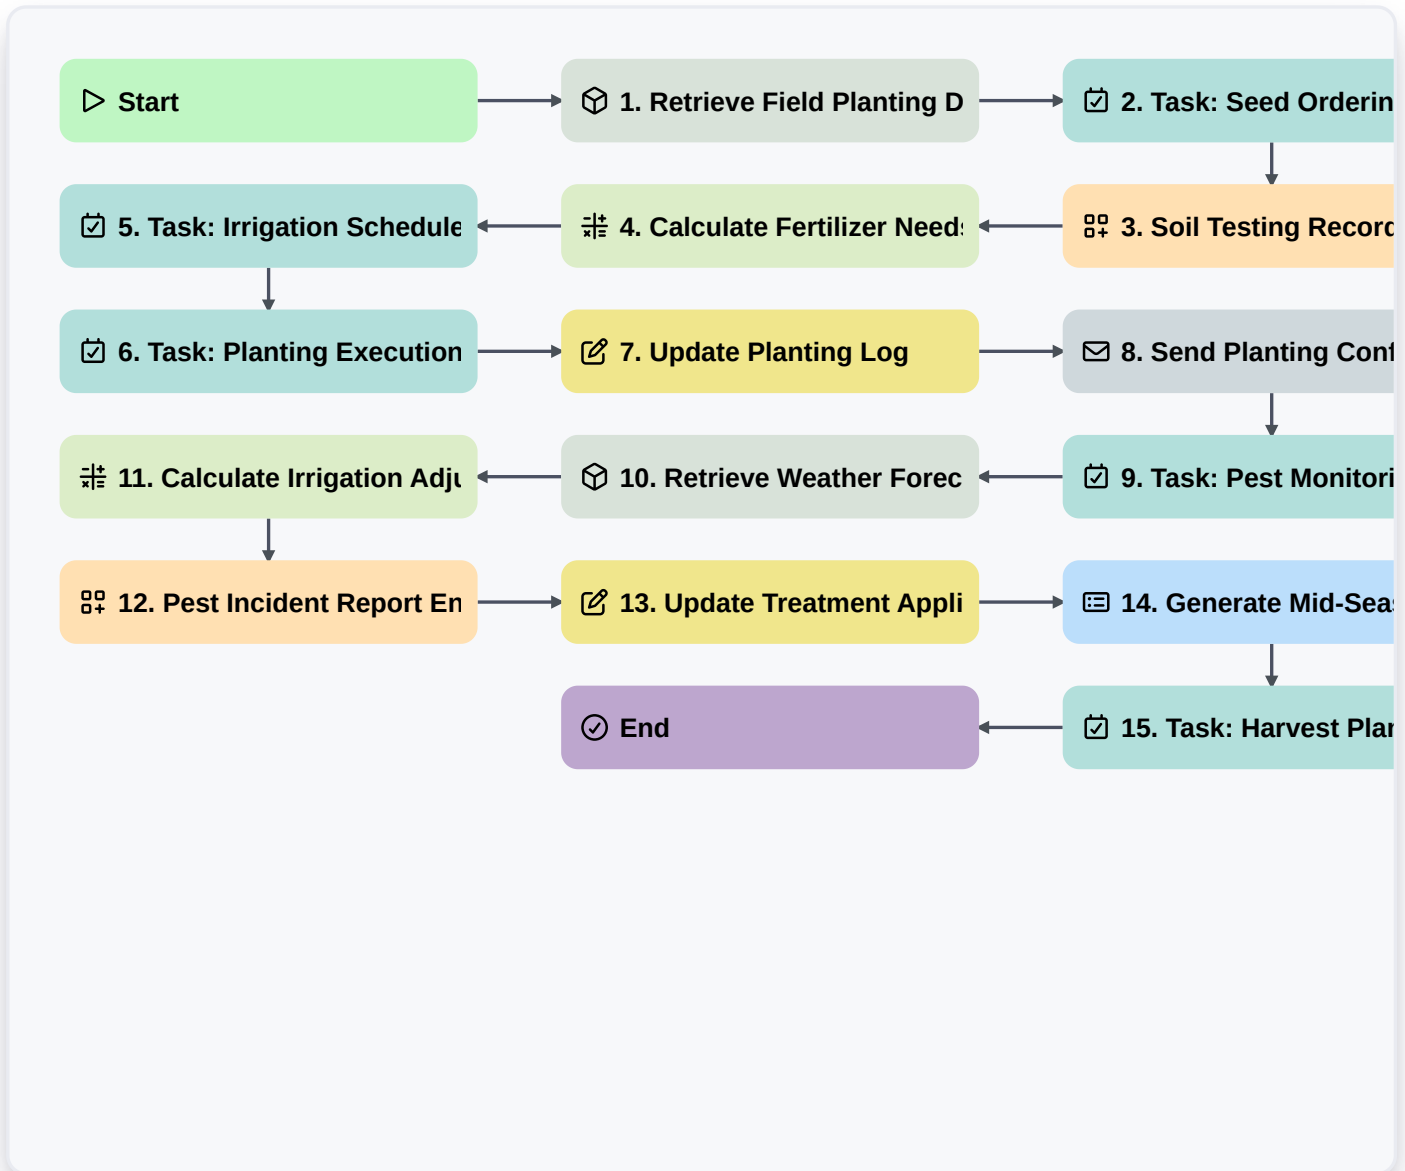 Start
1. Retrieve Field Planting D
2. Task: Seed Orderin
5. Task: Irrigation Schedule
4. Calculate Fertilizer Needs
3. Soil Testing Record
6. Task: Planting Execution
7. Update Planting Log
8. Send Planting Conf
11. Calculate Irrigation Adju
10. Retrieve Weather Forec
9. Task: Pest Monitori
12. Pest Incident Report En
13. Update Treatment Appli
14. Generate Mid-Seas
End
15. Task: Harvest Plan